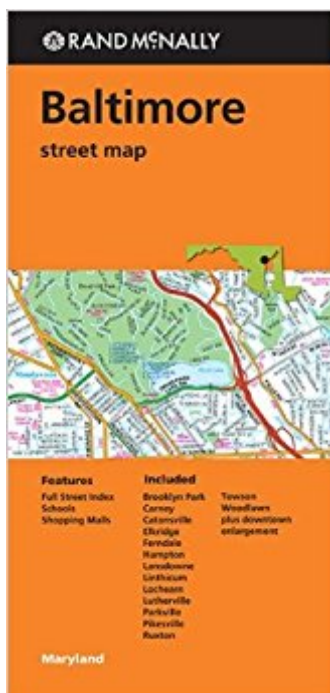 RAND McNALLY
Baltimore
street map
Features
Full Street Index
Schools
Shopping Malls
Included
Brooklyn Park
Carney
Catonsville
Elkridge
Ferndale
Hampton
Lansdowne
Linthicum
Lochearn
Lutherville
Parkville
Pikesville
Ruxton
Towson
Woodlawn
plus downtown
enlargement
Maryland